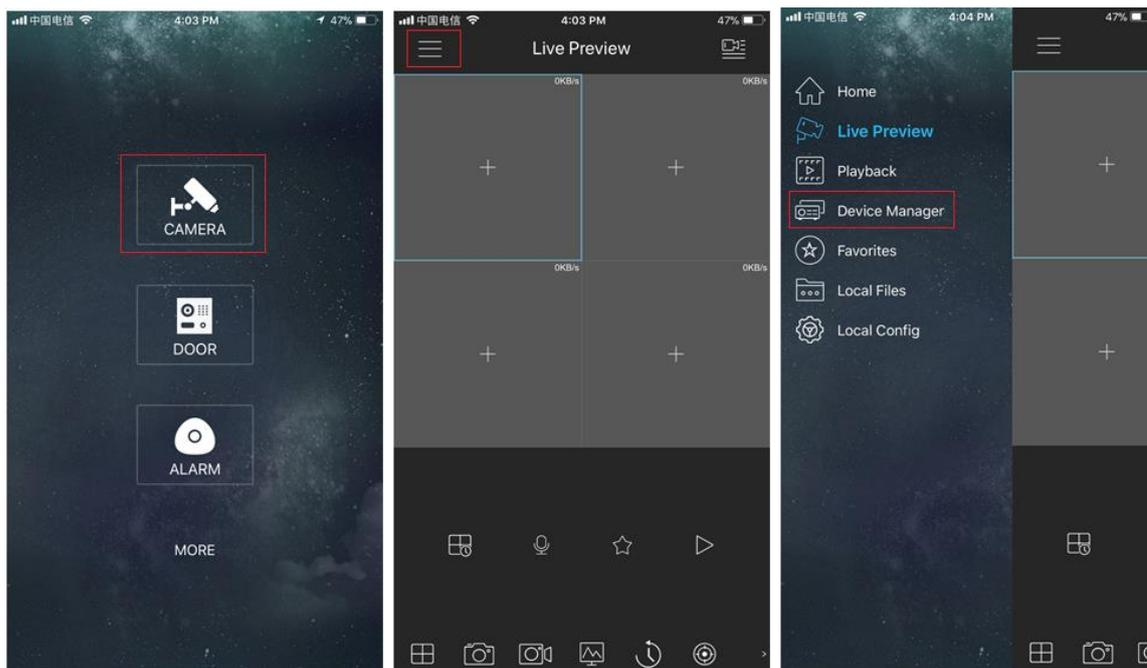 中国电信 4:03 PM 47%
CAMERA
DOOR
ALARM
MORE
中国电信 4:03 PM 47%
Live Preview
0KB/s 0KB/s
0KB/s 0KB/s
中国电信 4:04 PM 47%
Home
Live Preview
Playback
Device Manager
Favorites
Local Files
Local Config